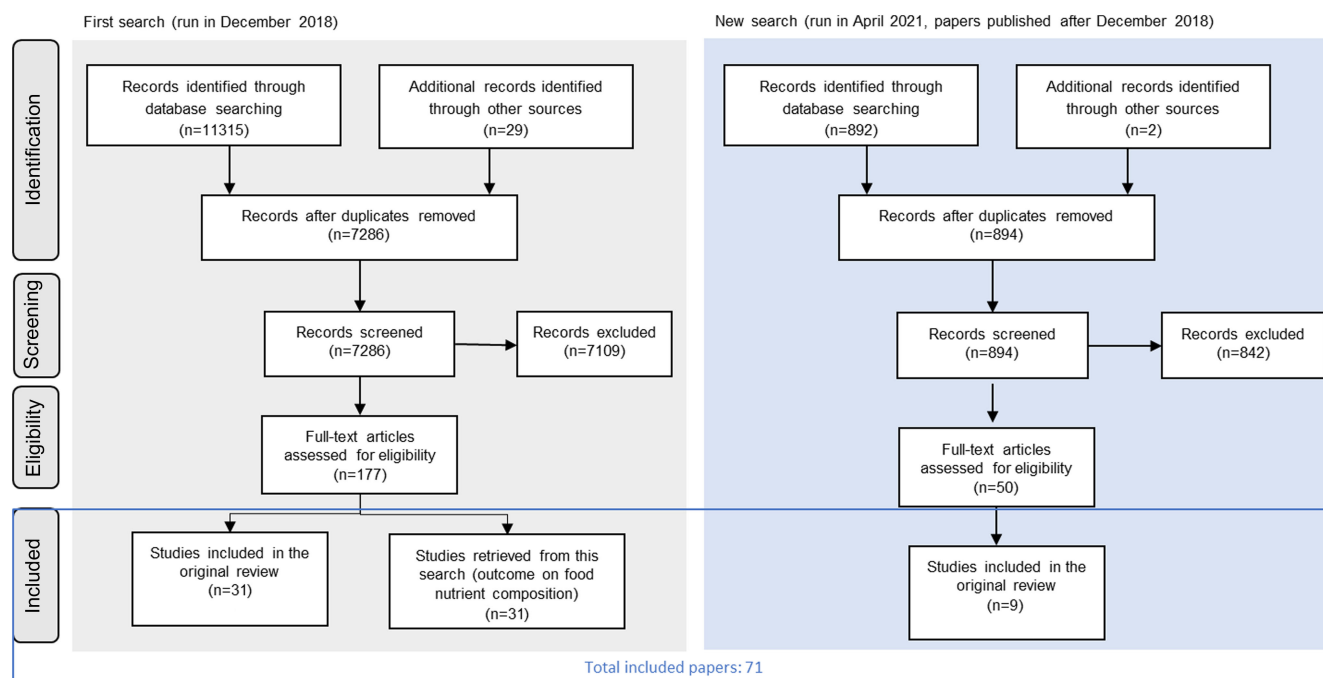 First search (run in December 2018)
New search (run in April 2021, papers published after December 2018)
Identification
Records identified through
database searching
(n=11315)
Additional records identified
through other sources
(n=29)
Records identified through
database searching
(n=892)
Additional records identified
through other sources
(n=2)
Records after duplicates removed
(n=7286)
Records after duplicates removed
(n=894)
Screening
Records screened
(n=7286)
Records excluded
(n=7109)
Records screened
(n=894)
Records excluded
(n=842)
Eligibility
Full-text articles
assessed for eligibility
(n=177)
Full-text articles
assessed for eligibility
(n=50)
Included
Studies included in the
original review
(n=31)
Studies retrieved from this
search (outcome on food
nutrient composition)
(n=31)
Studies included in the
original review
(n=9)
Total included papers: 71